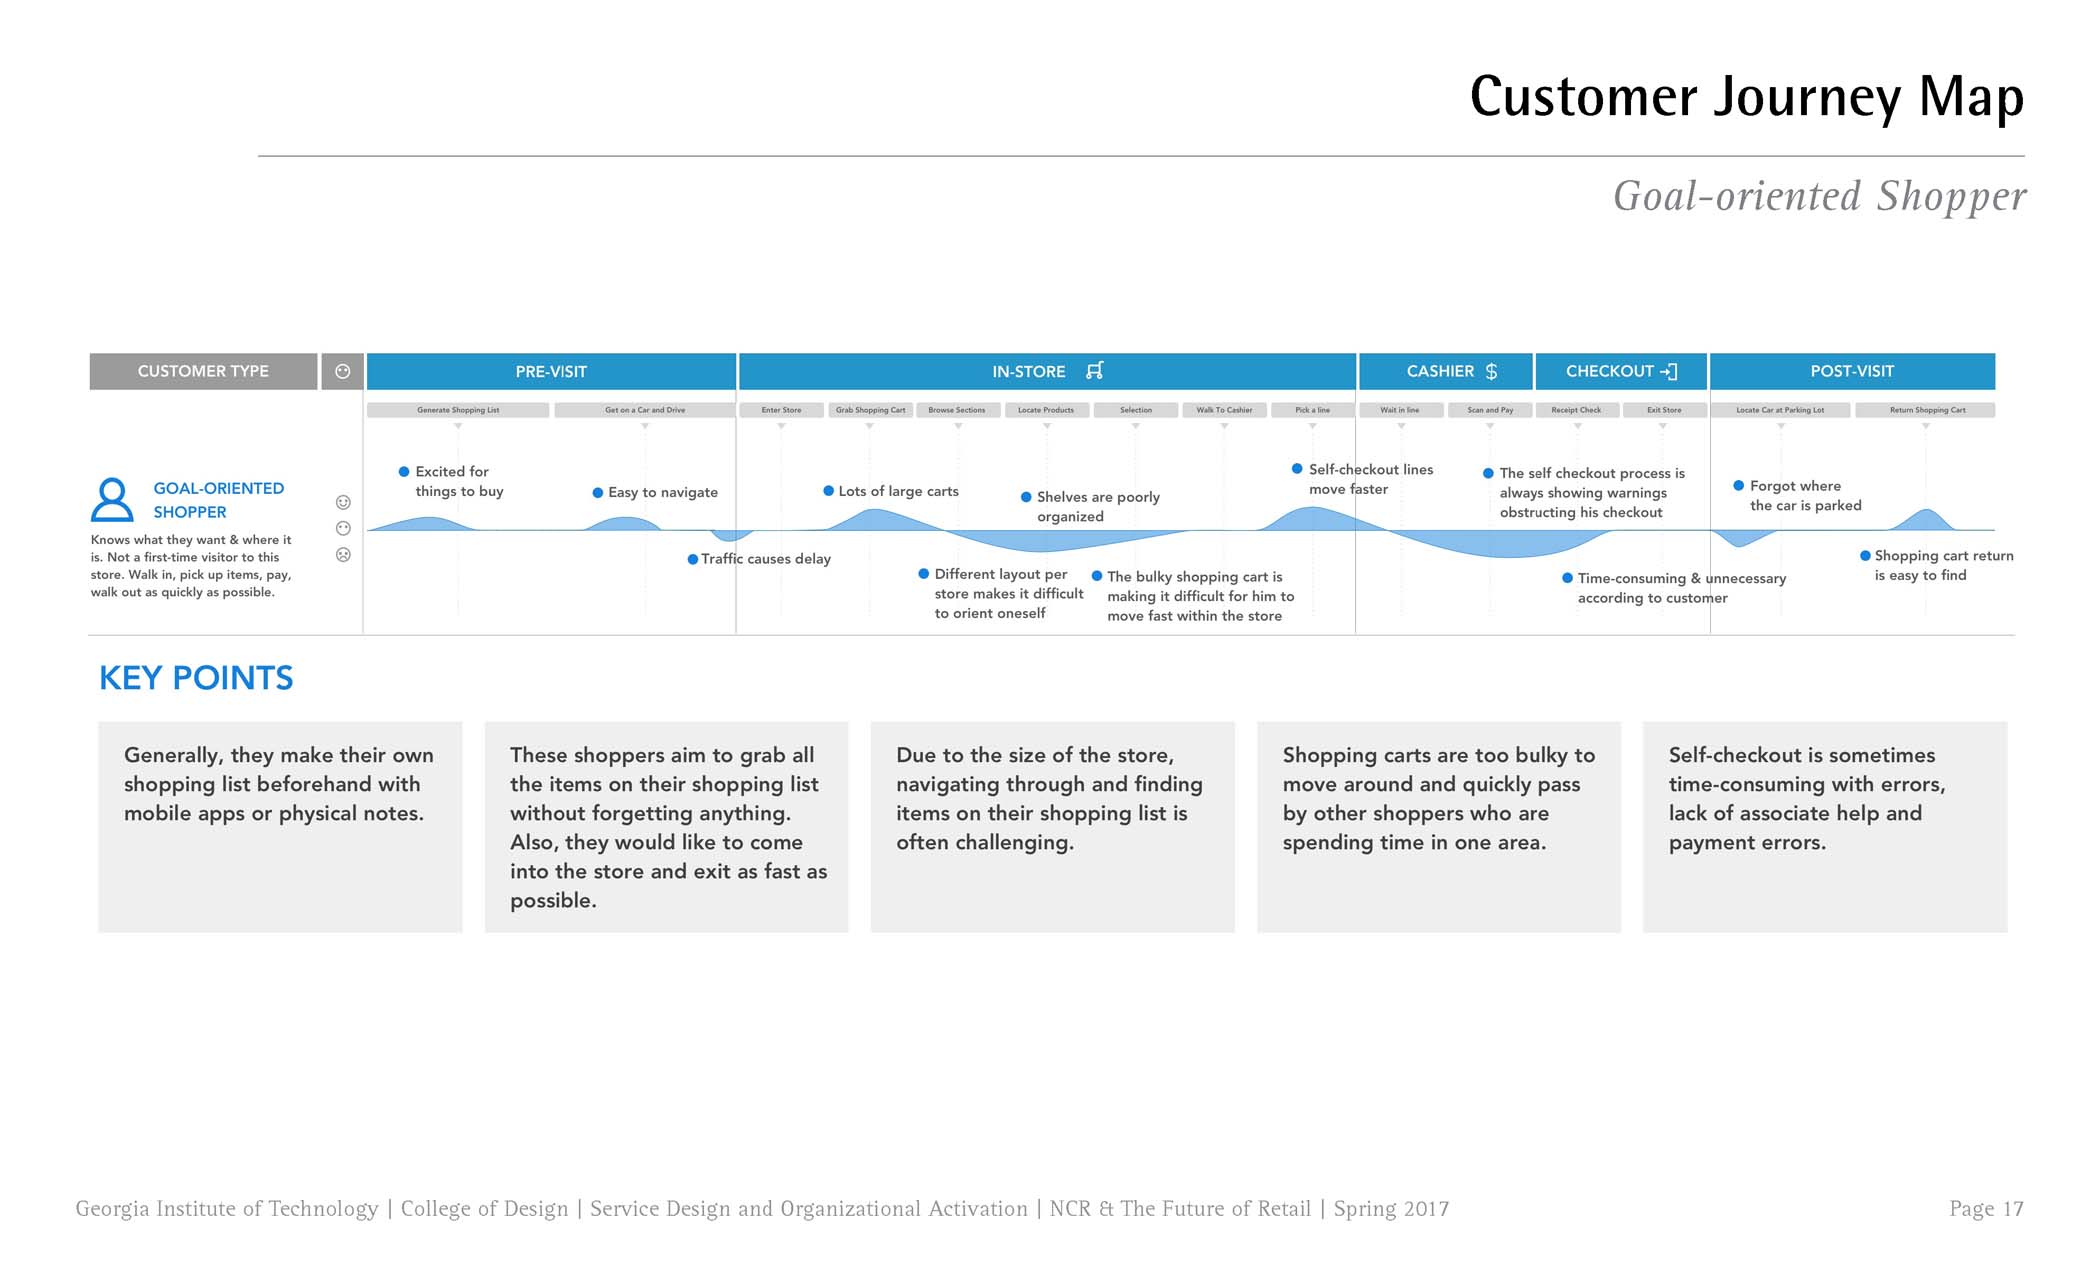 Customer Journey Map
Goal-oriented Shopper
CUSTOMER TYPE
PRE-VISIT
IN-STORE
CASHIER $
CHECKOUT
POST-VISIT
Generate Shopping List
Get on a Car and Drive
Enter Store
Grab Shopping Cart
Browse Sections
Locate Products
Selection
Walk To Cashier
Pick a line
Wait in line
Scan and Pay
Receipt Check
Exit Store
Locate Car at Parking Lot
Return Shopping Cart
GOAL-ORIENTED
SHOPPER
Knows what they want & where it
is. Not a first-time visitor to this
store. Walk in, pick up items, pay,
walk out as quickly as possible.
Excited for
things to buy
Easy to navigate
Traffic causes delay
Lots of large carts
Different layout per
store makes it difficult
to orient oneself
Shelves are poorly
organized
The bulky shopping cart is
making it difficult for him to
move fast within the store
Self-checkout lines
move faster
The self checkout process is
always showing warnings
obstructing his checkout
Time-consuming & unnecessary
according to customer
Forgot where
the car is parked
Shopping cart return
is easy to find
KEY POINTS
Generally, they make their own
shopping list beforehand with
mobile apps or physical notes.
These shoppers aim to grab all
the items on their shopping list
without forgetting anything.
Also, they would like to come
into the store and exit as fast as
possible.
Due to the size of the store,
navigating through and finding
items on their shopping list is
often challenging.
Shopping carts are too bulky to
move around and quickly pass
by other shoppers who are
spending time in one area.
Self-checkout is sometimes
time-consuming with errors,
lack of associate help and
payment errors.
Georgia Institute of Technology | College of Design | Service Design and Organizational Activation | NCR & The Future of Retail | Spring 2017
Page 17